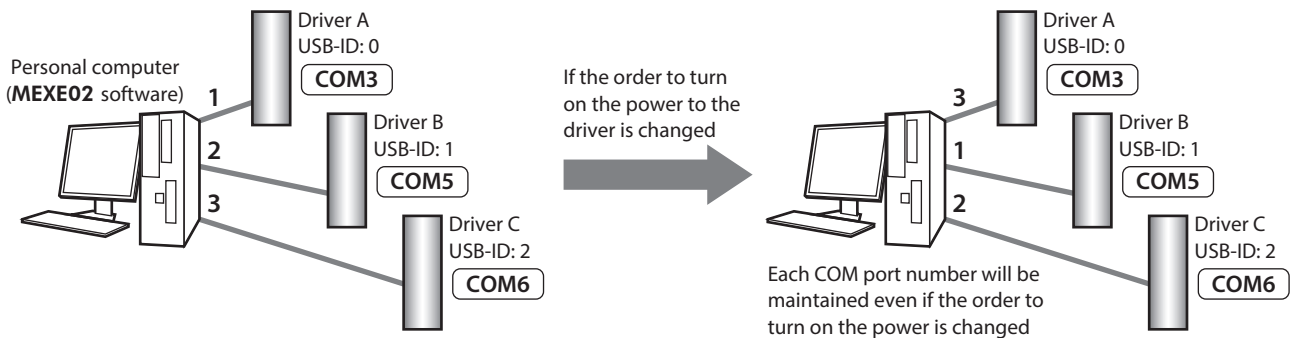 Personal computer
(MEXE02 software)
1
2
3
Driver A
USB-ID: 0
COM3
Driver B
USB-ID: 1
COM5
Driver C
USB-ID: 2
COM6
If the order to turn
on the power to the
driver is changed
3
1
2
Driver A
USB-ID: 0
COM3
Driver B
USB-ID: 1
COM5
Driver C
USB-ID: 2
COM6
Each COM port number will be
maintained even if the order to
turn on the power is changed